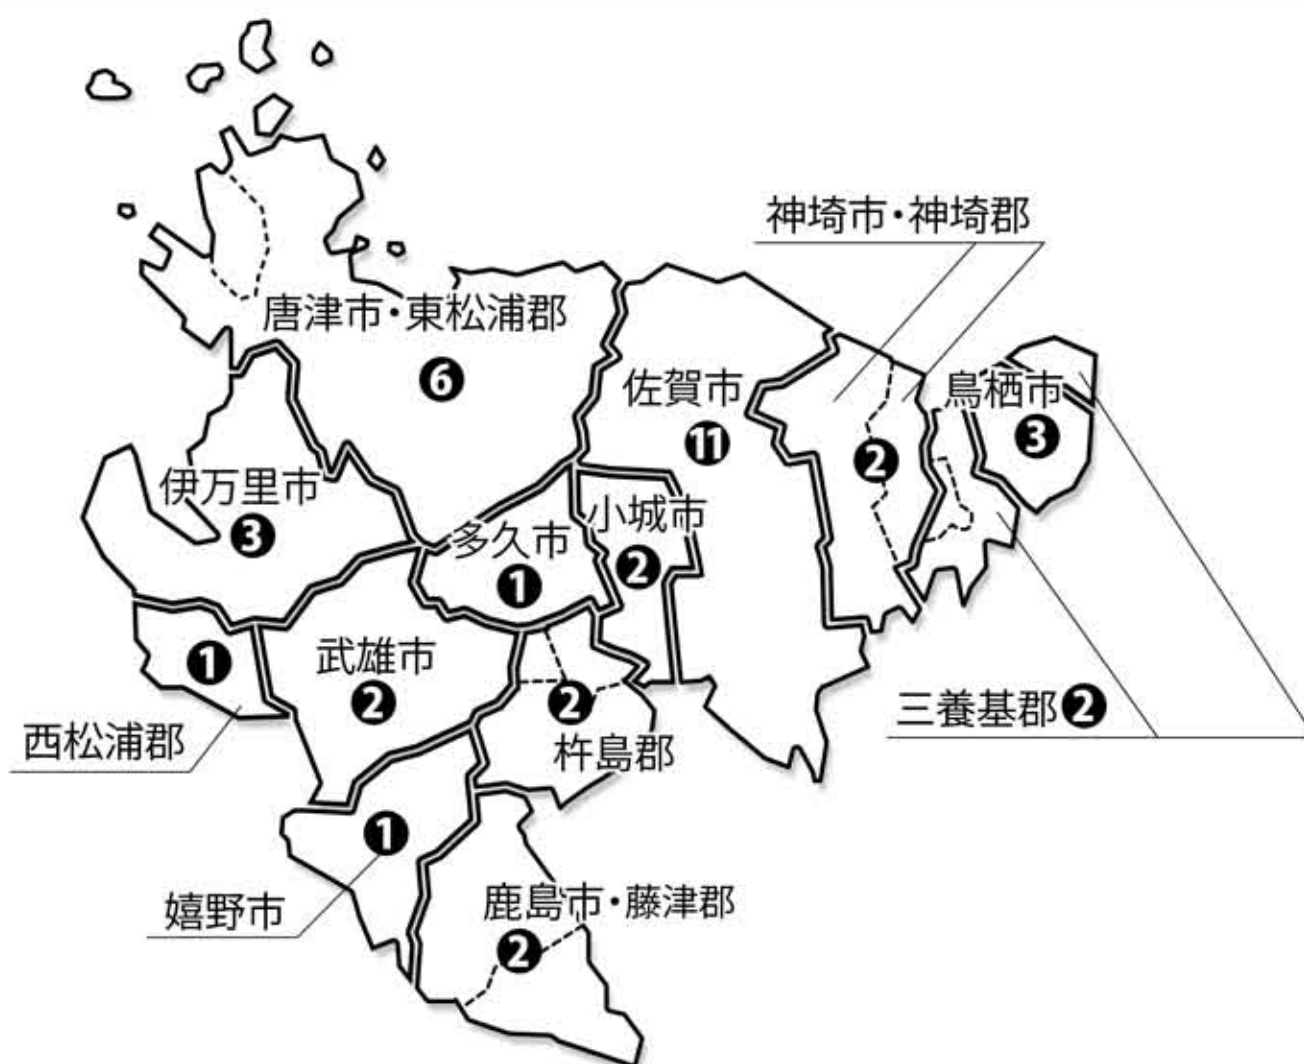 神埼市・神埼郡
唐津市・東松浦郡
6
佐賀市
11
鳥栖市
3
2
伊万里市
3
多久市
1
小城市
2
武雄市
2
1
西松浦郡
2
杵島郡
三養基郡2
1
嬉野市
鹿島市・藤津郡
2